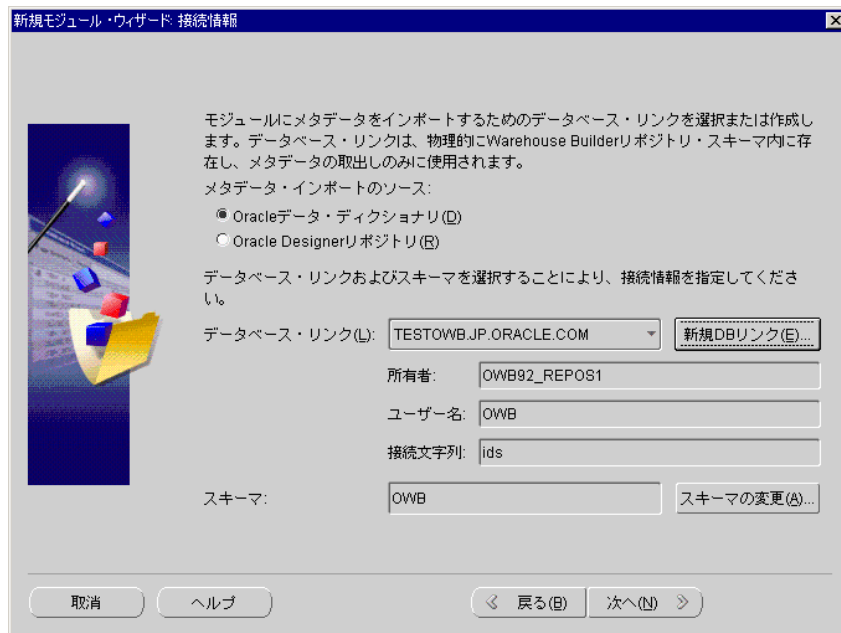 新規モジュール・ウィザード: 接続情報
モジュールにメタデータをインポートするためのデータベース・リンクを選択または作成し
ます。データベース・リンクは、物理的にWarehouse Builderリポジトリ・スキーマ内に存
在し、メタデータの取出しのみに使用されます。
メタデータ・インポートのソース:
Oracleデータ・ディクショナリ(D)
Oracle Designerリポジトリ(R)
データベース・リンクおよびスキーマを選択することにより、接続情報を指定してくださ
い。
データベース・リンク(L): TESTOWB.JP.ORACLE.COM 新規DBリンク(E)...
所有者: OWB92_REPOS1
ユーザー名: OWB
接続文字列: ids
スキーマ: OWB スキーマの変更(A)...
取消 ヘルプ 戻る(B) 次へ(N)